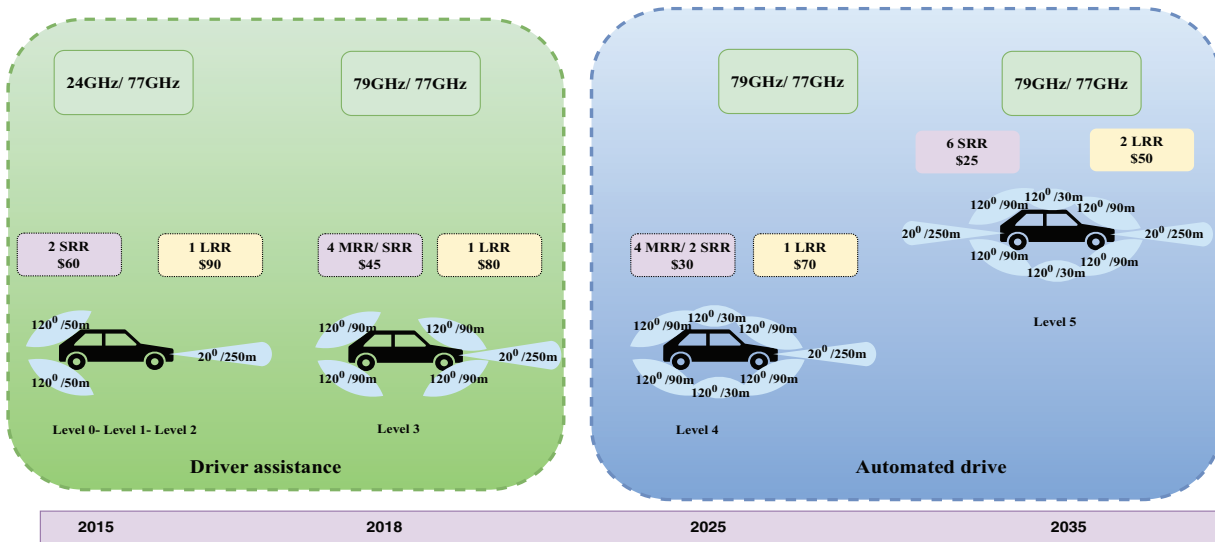 24GHz/ 77GHz
79GHz/ 77GHz
79GHz/ 77GHz
79GHz/ 77GHz
2 SRR
$60
1 LRR
$90
120⁰ /50m
120⁰ /50m
20⁰ /250m
Level 0- Level 1- Level 2
4 MRR/ SRR
$45
1 LRR
$80
120⁰ /90m
120⁰ /90m
120⁰ /90m
120⁰ /90m
20⁰ /250m
Level 3
Driver assistance
4 MRR/ 2 SRR
$30
1 LRR
$70
120⁰ /30m
120⁰ /90m
120⁰ /90m
20⁰ /250m
120⁰ /90m
120⁰ /90m
120⁰ /30m
Level 4
6 SRR
$25
2 LRR
$50
120⁰ /30m
120⁰ /90m
120⁰ /90m
20⁰ /250m
20⁰ /250m
120⁰ /90m
120⁰ /90m
120⁰ /30m
Level 5
Automated drive
2015
2018
2025
2035